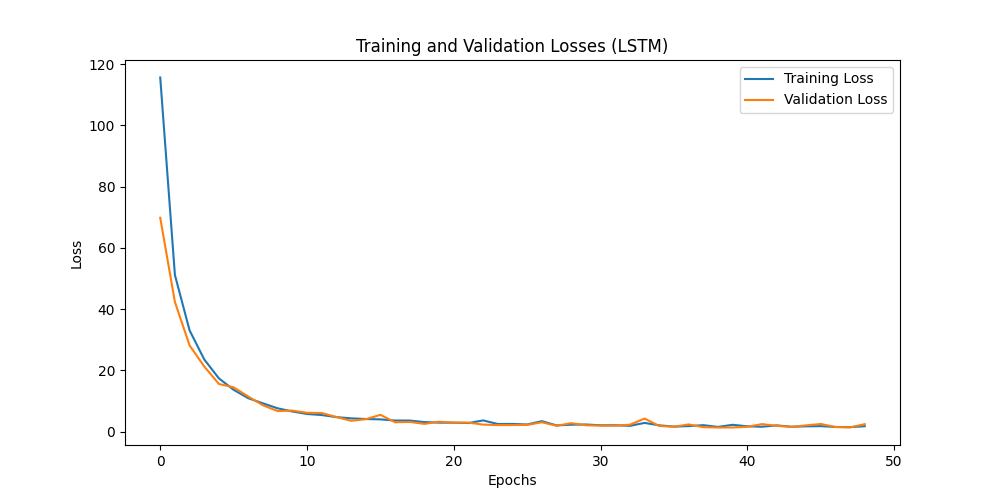 Training and Validation Losses (LSTM)
Training Loss
Validation Loss
120
100
80
60
40
20
0
Loss
0 10 20 30 40 50
Epochs